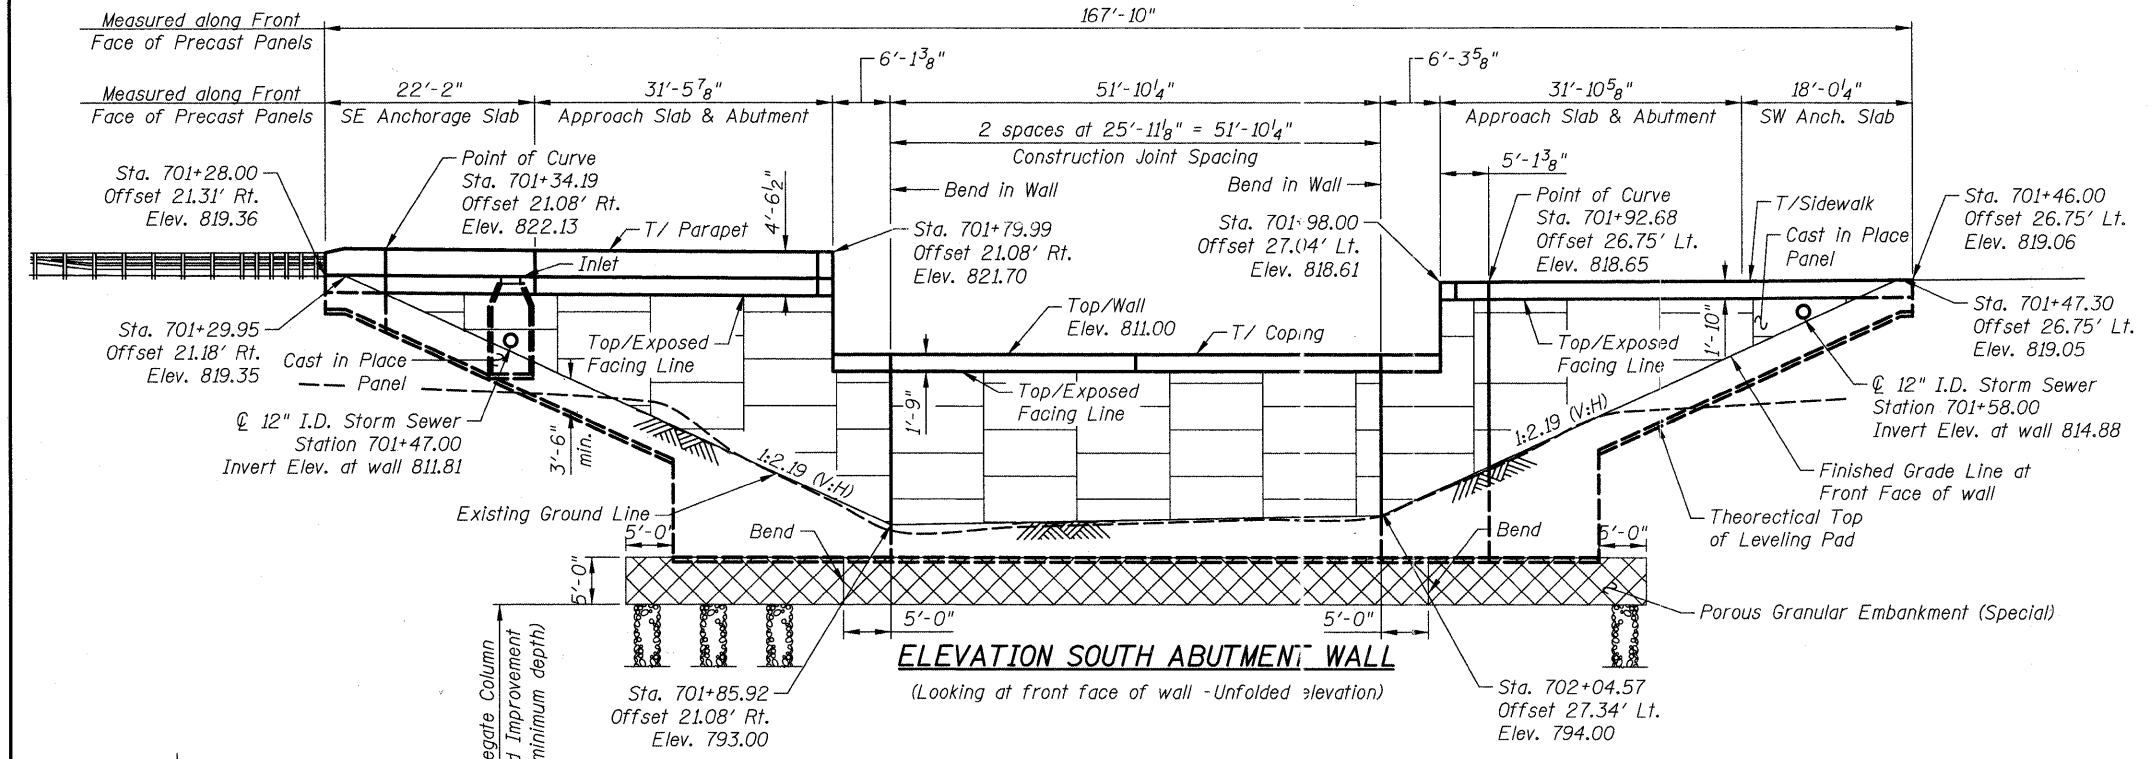 Measured along Front
Face of Precast Panels
167'-10"
Measured along Front
Face of Precast Panels
22'-2"
SE Anchorage Slab
31'-5 7/8"
Approach Slab & Abutment
6'-1 3/8"
51'-10 1/4"
2 spaces at 25'-11 1/8" = 51'-10 1/4"
Construction Joint Spacing
6'-3 5/8"
31'-10 5/8"
Approach Slab & Abutment
18'-0 1/4"
SW Anch. Slab
5'-1 3/8"
Sta. 701+28.00
Offset 21.31' Rt.
Elev. 819.36
Point of Curve
Sta. 701+34.19
Offset 21.08' Rt.
Elev. 822.13
T/ Parapet
4'-6 1/2"
Inlet
Bend in Wall
Sta. 701+79.99
Offset 21.08' Rt.
Elev. 821.70
Bend in Wall
Sta. 701+98.00
Offset 27.04' Lt.
Elev. 818.61
Point of Curve
Sta. 701+92.68
Offset 26.75' Lt.
Elev. 818.65
T/Sidewalk
Cast in Place
Panel
Sta. 701+46.00
Offset 26.75' Lt.
Elev. 819.06
Sta. 701+29.95
Offset 21.18' Rt.
Elev. 819.35
Cast in Place
Panel
Top/Exposed
Facing Line
Top/Wall
Elev. 811.00
T/ Coping
Top/Exposed
Facing Line
1'-9"
Top/Exposed
Facing Line
1'-10"
Sta. 701+47.30
Offset 26.75' Lt.
Elev. 819.05
℄ 12" I.D. Storm Sewer
Station 701+47.00
Invert Elev. at wall 811.81
3'-6"
min.
1:2.19 (V:H)
1:2.19 (V:H)
℄ 12" I.D. Storm Sewer
Station 701+58.00
Invert Elev. at wall 814.88
Finished Grade Line at
Front Face of wall
Existing Ground Line
5'-0"
Bend
Bend
Theorectical Top
of Leveling Pad
5'-0"
5'-0"
5'-0"
5'-0"
Porous Granular Embankment (Special)
ELEVATION SOUTH ABUTMENT WALL
(Looking at front face of wall - Unfolded elevation)
Sta. 701+85.92
Offset 21.08' Rt.
Elev. 793.00
Sta. 702+04.57
Offset 27.34' Lt.
Elev. 794.00
egate Column
d Improvement
minimum depth)